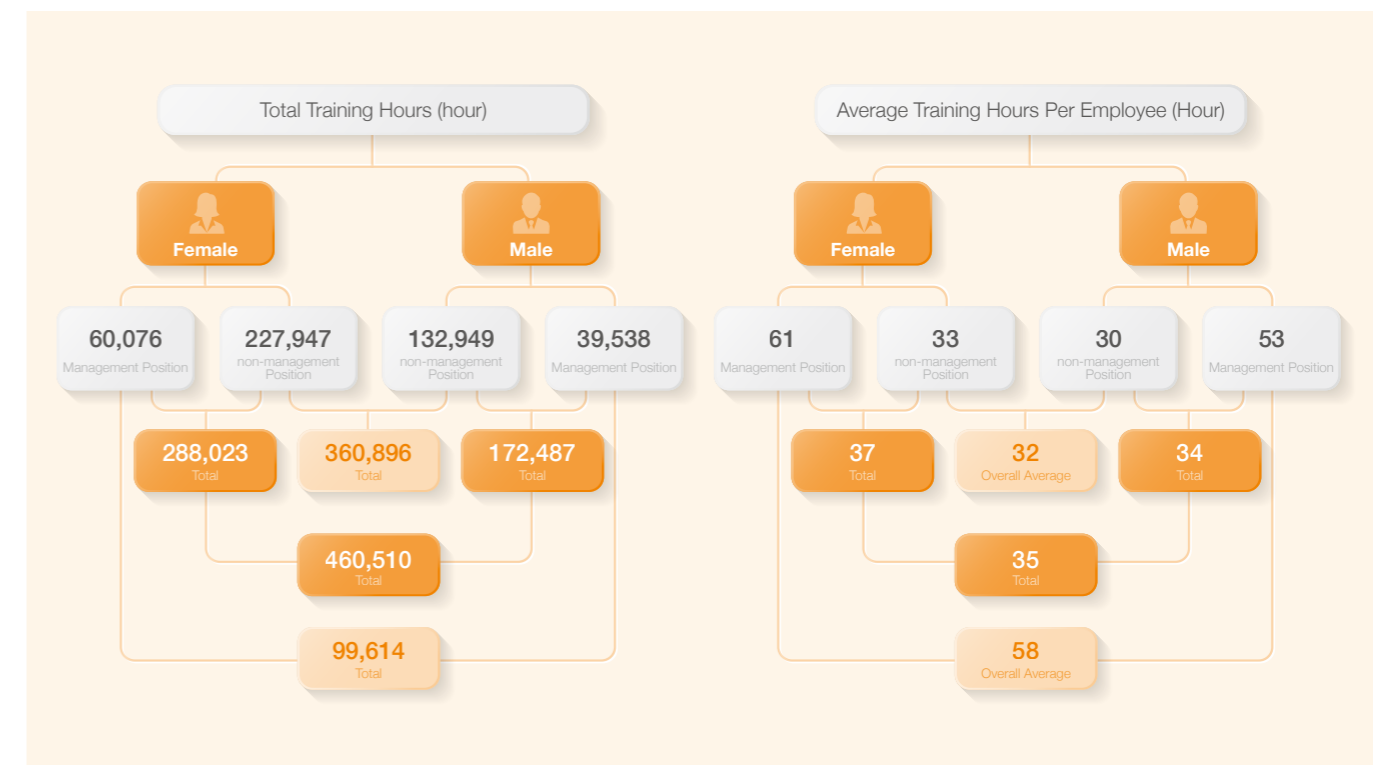 Total Training Hours (hour)
Female
Male
60,076
Management Position
227,947
non-management
Position
132,949
non-management
Position
39,538
Management Position
288,023
Total
360,896
Total
172,487
Total
460,510
Total
99,614
Total
Average Training Hours Per Employee (Hour)
Female
Male
61
Management Position
33
non-management
Position
30
non-management
Position
53
Management Position
37
Total
32
Overall Average
34
Total
35
Total
58
Overall Average